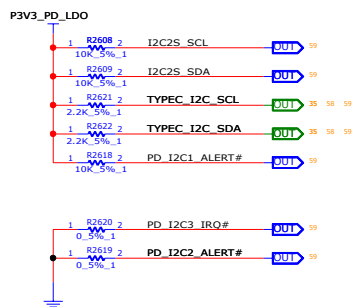 P3V3_PD_LDO
1 R2608 2 I2C2S_SCL OUT 59
10K_5%_1
1 R2609 2 I2C2S_SDA OUT 59
10K_5%_1
1 R2621 2 TYPEC_I2C_SCL OUT 35 58 59
2.2K_5%_1
1 R2622 2 TYPEC_I2C_SDA OUT 35 58 59
2.2K_5%_1
1 R2618 2 PD_I2C1_ALERT# OUT 59
10K_5%_1
1 R2620 2 PD_I2C3_IRQ# OUT 59
0_5%_1
1 R2619 2 PD_I2C2_ALERT# OUT 59
0_5%_1